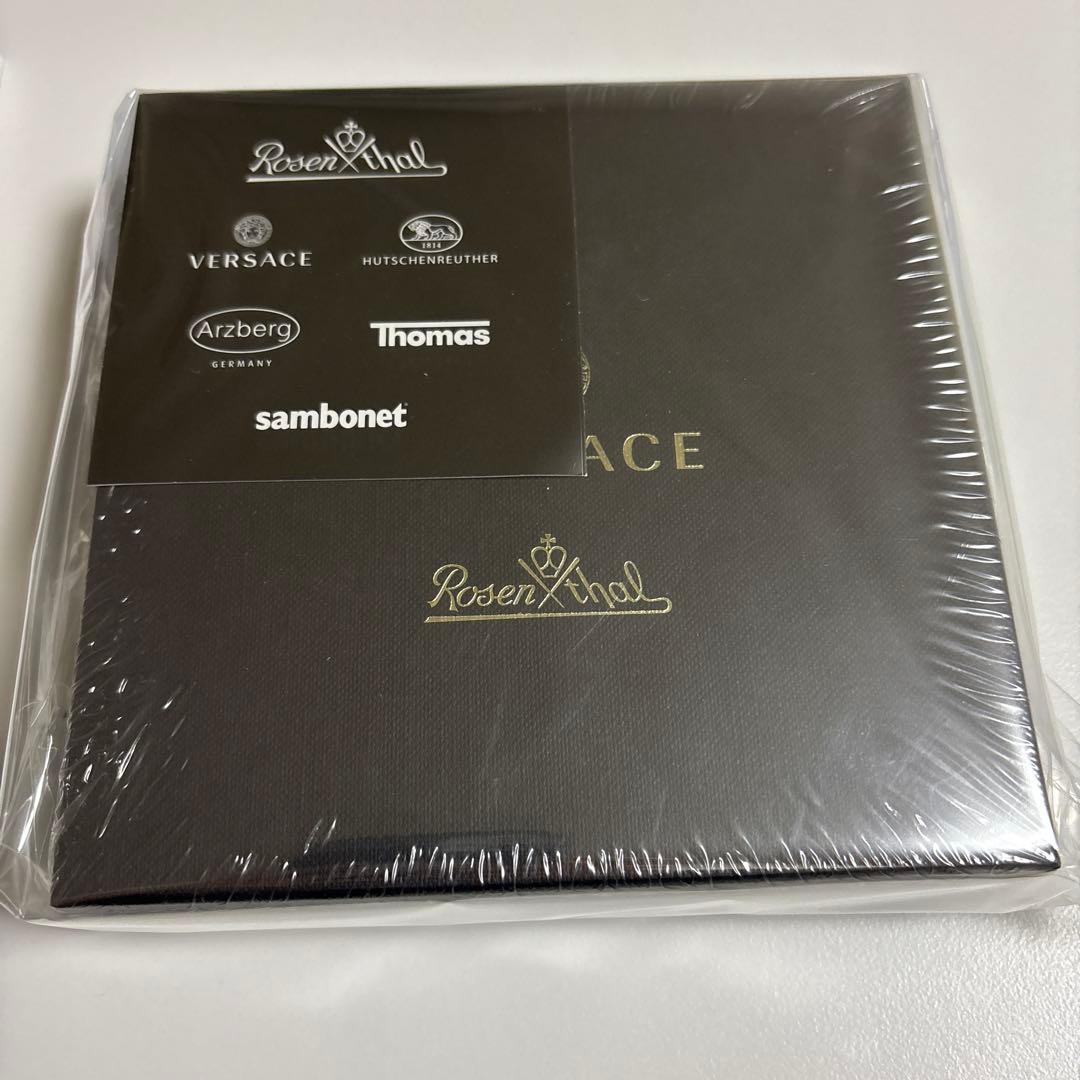 Rosenthal
VERSACE
1814
HUTSCHENREUTHER
Arzberg
GERMANY
Thomas
sambonet
ACE
Rosenthal